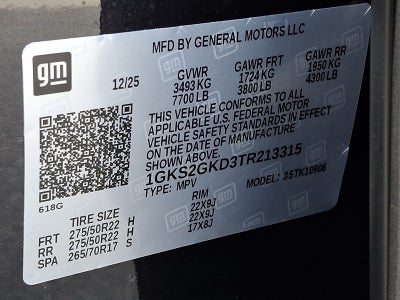 gm
MFD BY GENERAL MOTORS LLC
12/25 GVWR GAWR FRT GAWR RR
3493 KG 1724 KG 1950 KG
7700 LB 3800 LB 4300 LB
THIS VEHICLE CONFORMS TO ALL
APPLICABLE U.S. FEDERAL MOTOR
VEHICLE SAFETY STANDARDS IN EFFECT
ON THE DATE OF MANUFACTURE
SHOWN ABOVE.
1GKS2GKD3TR213315
TYPE: MPV MODEL: 35TK10906
618G
TIRE SIZE RIM
FRT 275/50R22 H 22X9J
RR 275/50R22 H 22X9J
SPA 265/70R17 S 17X8J